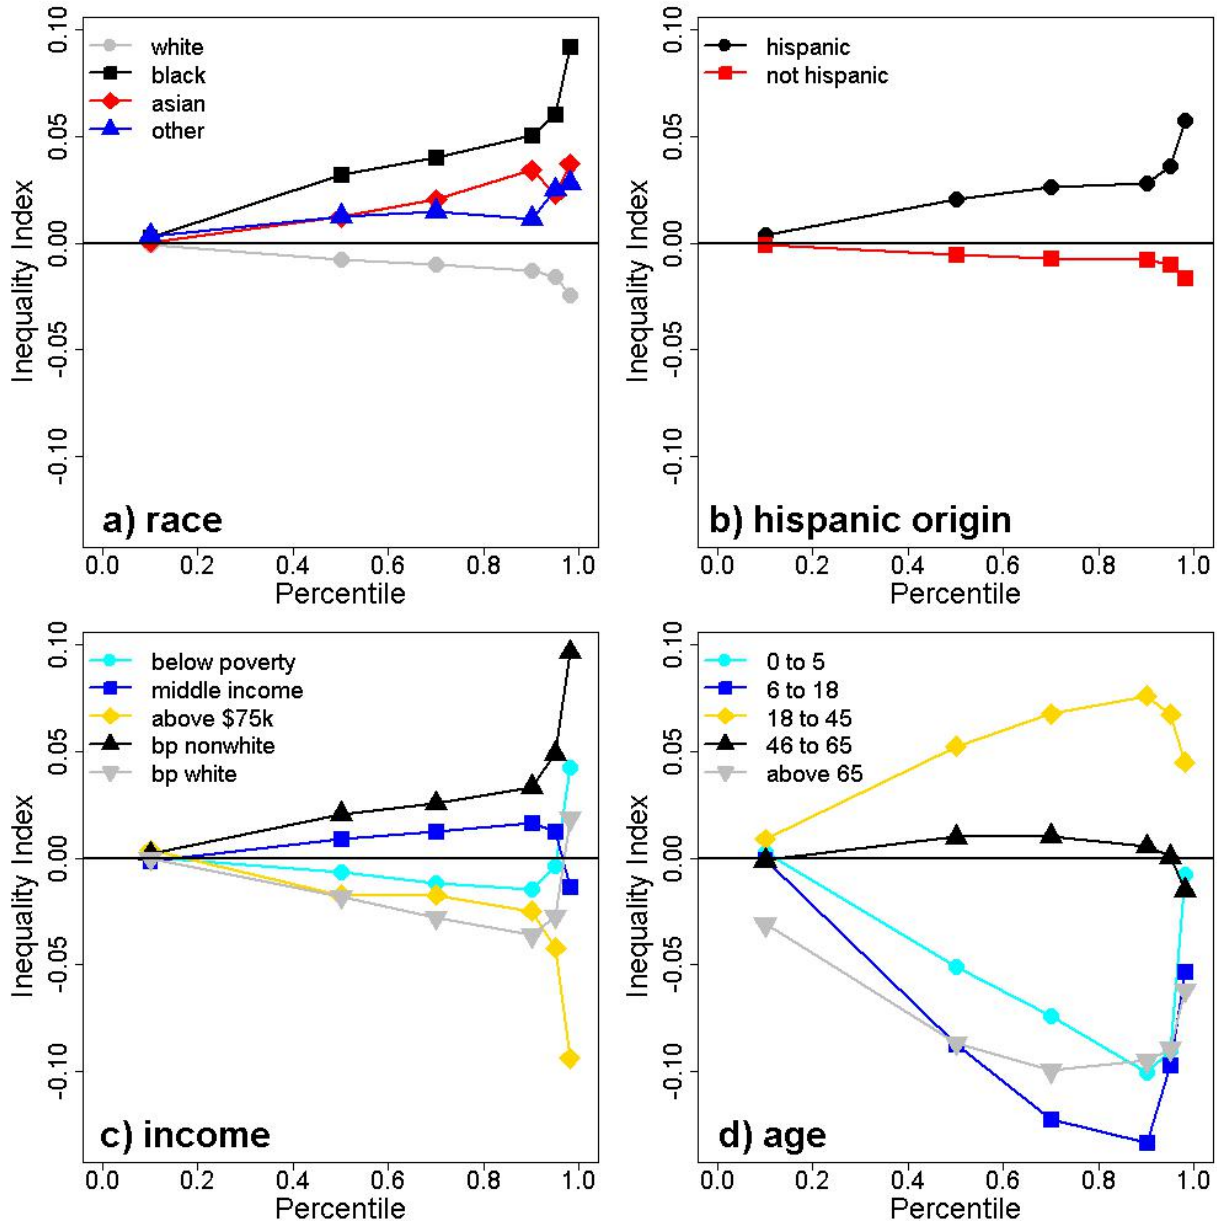 0.10
0.05
0.00
-0.05
-0.10
Inequality Index
white
black
asian
other
a) race
0.0 0.2 0.4 0.6 0.8 1.0
Percentile
0.10
0.05
0.00
-0.05
-0.10
Inequality Index
hispanic
not hispanic
b) hispanic origin
0.0 0.2 0.4 0.6 0.8 1.0
Percentile
0.10
0.05
0.00
-0.05
-0.10
Inequality Index
below poverty
middle income
above $75k
bp nonwhite
bp white
c) income
0.0 0.2 0.4 0.6 0.8 1.0
Percentile
0.10
0.05
0.00
-0.05
-0.10
Inequality Index
0 to 5
6 to 18
18 to 45
46 to 65
above 65
d) age
0.0 0.2 0.4 0.6 0.8 1.0
Percentile